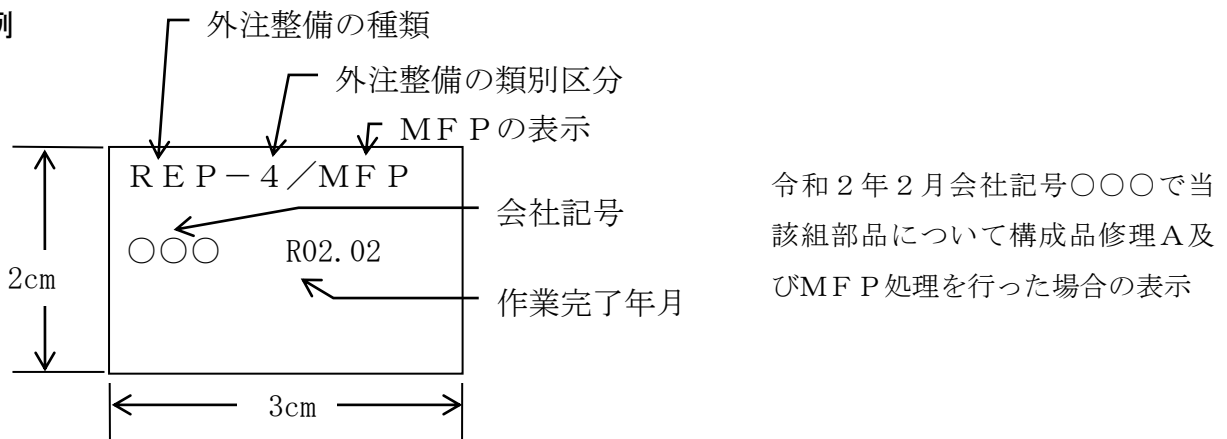 例
外注整備の種類
外注整備の類別区分
ＭＦＰの表示
ＲＥＰ－４／ＭＦＰ
会社記号
○○○ R02.02
2cm
作業完了年月
3cm
令和２年２月会社記号○○○で当
該組部品について構成品修理Ａ及
びＭＦＰ処理を行った場合の表示